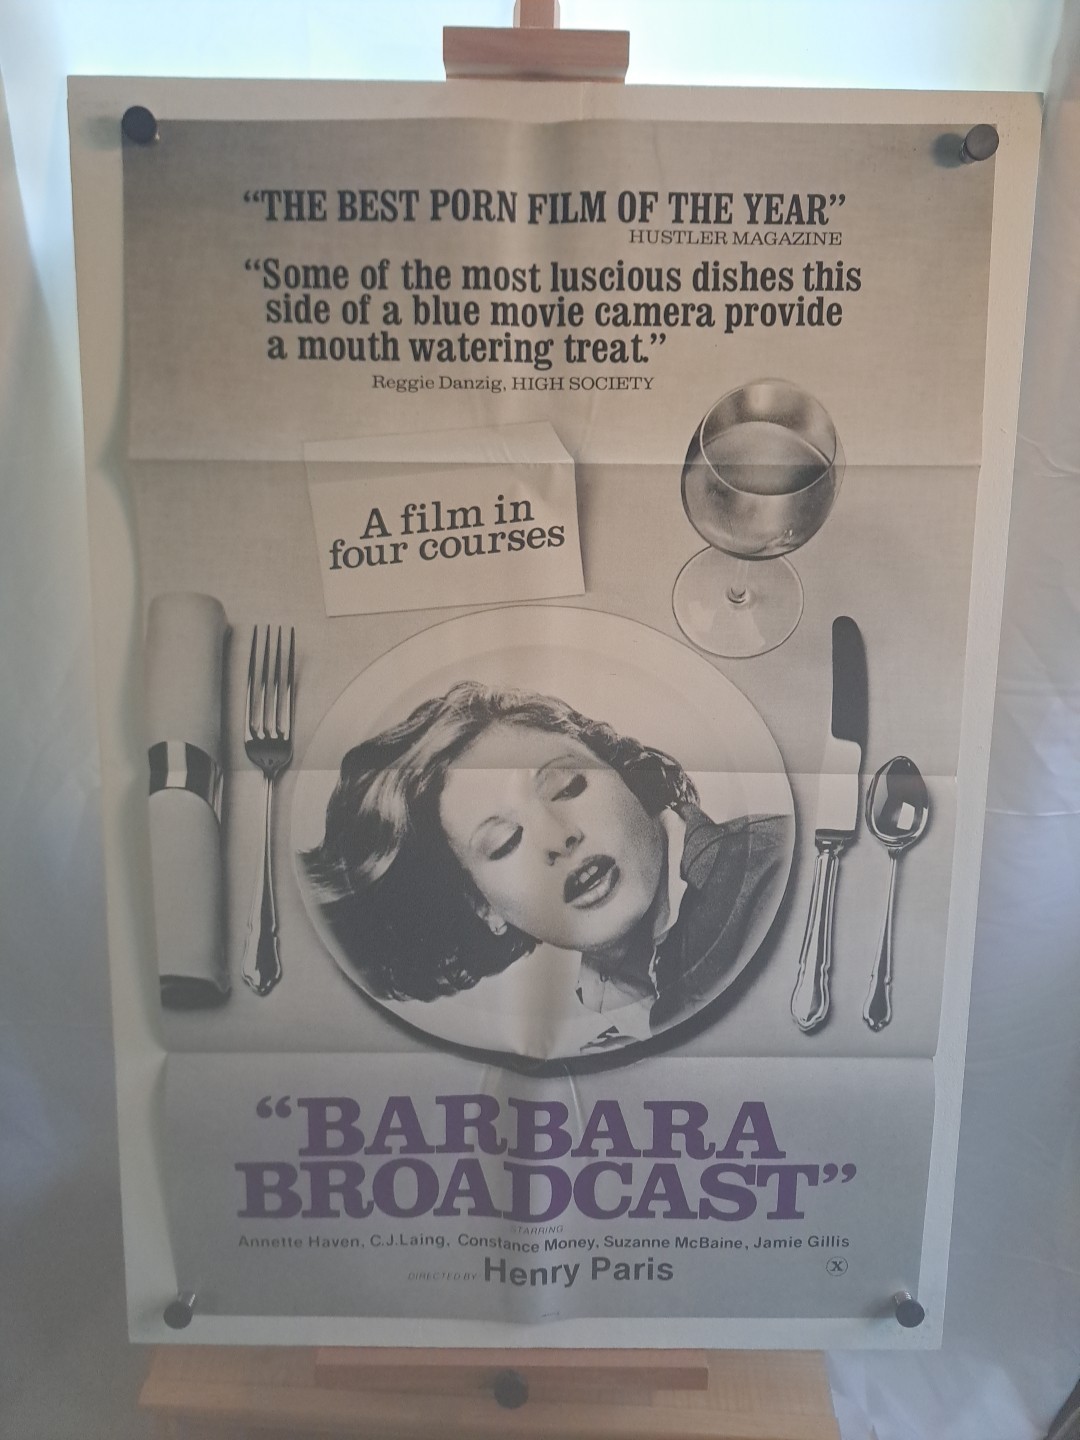 “THE BEST PORN FILM OF THE YEAR”
HUSTLER MAGAZINE
“Some of the most luscious dishes this
side of a blue movie camera provide
a mouth watering treat.”
Reggie Danzig, HIGH SOCIETY
A film in
four courses
“BARBARA
BROADCAST”
STARRING
Annette Haven, C.J.Laing, Constance Money, Suzanne McBaine, Jamie Gillis
DIRECTED BY Henry Paris
X